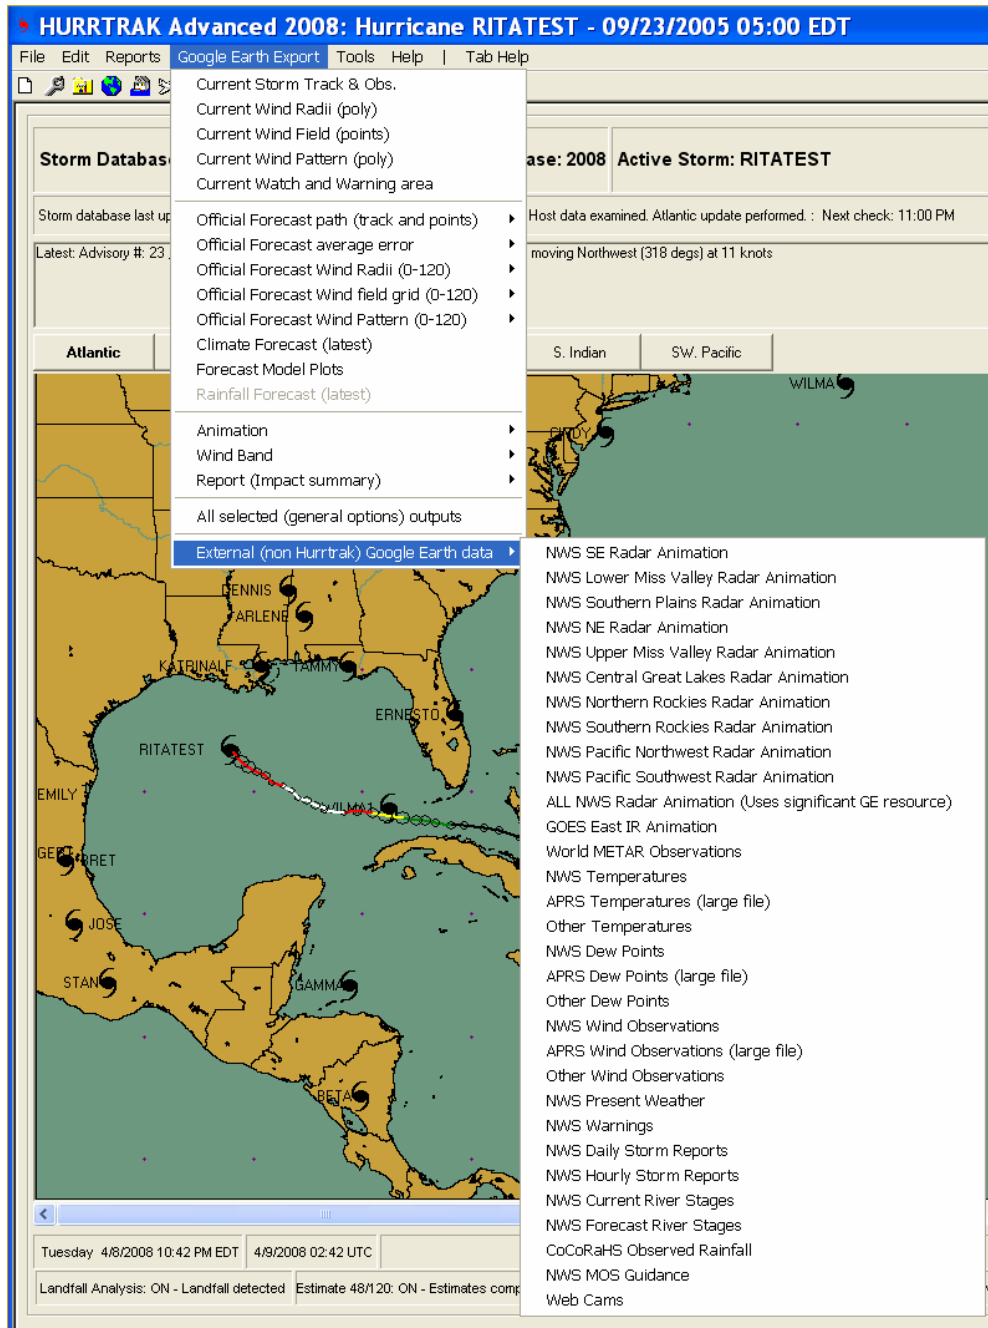 HURRTRAK Advanced 2008: Hurricane RITATEST - 09/23/2005 05:00 EDT
File Edit Reports Google Earth Export Tools Help | Tab Help
Storm Databas ase: 2008 Active Storm: RITATEST
Storm database last up Host data examined. Atlantic update performed. : Next check: 11:00 PM
Latest: Advisory #: 23 moving Northwest (318 degs) at 11 knots
Atlantic S. Indian SW. Pacific
Current Storm Track & Obs.
Current Wind Radii (poly)
Current Wind Field (points)
Current Wind Pattern (poly)
Current Watch and Warning area
Official Forecast path (track and points)
Official Forecast average error
Official Forecast Wind Radii (0-120)
Official Forecast Wind field grid (0-120)
Official Forecast Wind Pattern (0-120)
Climate Forecast (latest)
Forecast Model Plots
Rainfall Forecast (latest)
Animation
Wind Band
Report (Impact summary)
All selected (general options) outputs
External (non Hurrtrak) Google Earth data
NWS SE Radar Animation
NWS Lower Miss Valley Radar Animation
NWS Southern Plains Radar Animation
NWS NE Radar Animation
NWS Upper Miss Valley Radar Animation
NWS Central Great Lakes Radar Animation
NWS Northern Rockies Radar Animation
NWS Southern Rockies Radar Animation
NWS Pacific Northwest Radar Animation
NWS Pacific Southwest Radar Animation
ALL NWS Radar Animation (Uses significant GE resource)
GOES East IR Animation
World METAR Observations
NWS Temperatures
APRS Temperatures (large file)
Other Temperatures
NWS Dew Points
APRS Dew Points (large file)
Other Dew Points
NWS Wind Observations
APRS Wind Observations (large file)
Other Wind Observations
NWS Present Weather
NWS Warnings
NWS Daily Storm Reports
NWS Hourly Storm Reports
NWS Current River Stages
NWS Forecast River Stages
CoCoRaHS Observed Rainfall
NWS MOS Guidance
Web Cams
WILMA
CINDY
DENNIS
ARLENE
KATRINALF
TAMMY
ERNESTO
RITATEST
EMILY
WILMA1
GERT
BRET
JOSE
STAN
GAMMA
BETA
Tuesday 4/8/2008 10:42 PM EDT 4/9/2008 02:42 UTC
Landfall Analysis: ON - Landfall detected Estimate 48/120: ON - Estimates comp